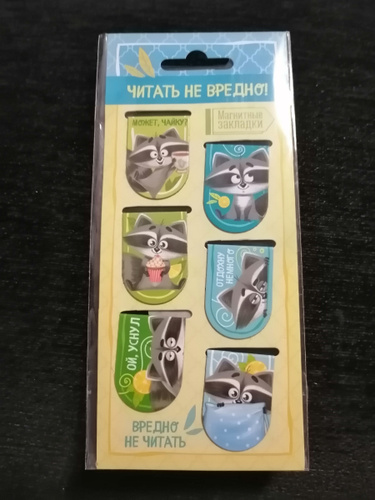 ЧИТАТЬ НЕ ВРЕДНО!
МОЖЕТ, ЧАЙКУ?
Магнитные
закладки
ОТДОХНУ
НЕМНОГО
ОЙ, УСНУЛ
ВРЕДНО
НЕ ЧИТАТЬ